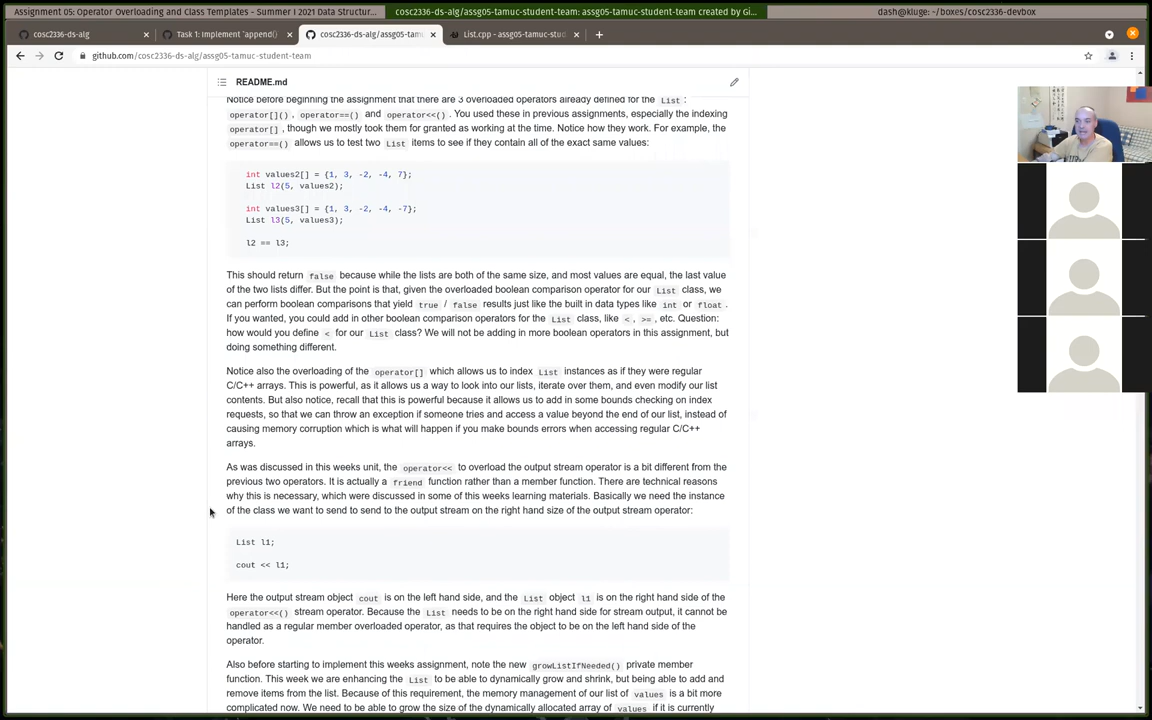 Assignment 05: Operator Overloading and Class Templates - Summer I 2021 Data Structur...
cosc2336-ds-alg/assg05-tamuc-student-team: assg05-tamuc-student-team created by Gi...
dash@kluge: ~/boxes/cosc2336-devbox
cosc2336-ds-alg
Task 1: Implement `append()
cosc2336-ds-alg/assg05-tamu
List.cpp - assg05-tamuc-stud
github.com/cosc2336-ds-alg/assg05-tamuc-student-team
README.md
Notice before beginning the assignment that there are 3 overloaded operators already defined for the List :
operator[]() , operator==() and operator<<() . You used these in previous assignments, especially the indexing
operator[] , though we mostly took them for granted as working at the time. Notice how they work. For example, the
operator==() allows us to test two List items to see if they contain all of the exact same values:
int values2[] = {1, 3, -2, -4, 7};
List l2(5, values2);
int values3[] = {1, 3, -2, -4, -7};
List l3(5, values3);
l2 == l3;
This should return false because while the lists are both of the same size, and most values are equal, the last value
of the two lists differ. But the point is that, given the overloaded boolean comparison operator for our List class, we
can perform boolean comparisons that yield true / false results just like the built in data types like int or float .
If you wanted, you could add in other boolean comparison operators for the List class, like < , >= , etc. Question:
how would you define < for our List class? We will not be adding in more boolean operators in this assignment, but
doing something different.
Notice also the overloading of the operator[] which allows us to index List instances as if they were regular
C/C++ arrays. This is powerful, as it allows us a way to look into our lists, iterate over them, and even modify our list
contents. But also notice, recall that this is powerful because it allows us to add in some bounds checking on index
requests, so that we can throw an exception if someone tries and access a value beyond the end of our list, instead of
causing memory corruption which is what will happen if you make bounds errors when accessing regular C/C++
arrays.
As was discussed in this weeks unit, the operator<< to overload the output stream operator is a bit different from the
previous two operators. It is actually a friend function rather than a member function. There are technical reasons
why this is necessary, which were discussed in some of this weeks learning materials. Basically we need the instance
of the class we want to send to send to the output stream on the right hand size of the output stream operator:
List l1;
cout << l1;
Here the output stream object cout is on the left hand side, and the List object l1 is on the right hand side of the
operator<<() stream operator. Because the List needs to be on the right hand side for stream output, it cannot be
handled as a regular member overloaded operator, as that requires the object to be on the left hand side of the
operator.
Also before starting to implement this weeks assignment, note the new growListIfNeeded() private member
function. This week we are enhancing the List to be able to dynamically grow and shrink, but being able to add and
remove items from the list. Because of this requirement, the memory management of our list of values is a bit more
complicated now. We need to be able to grow the size of the dynamically allocated array of values if it is currently